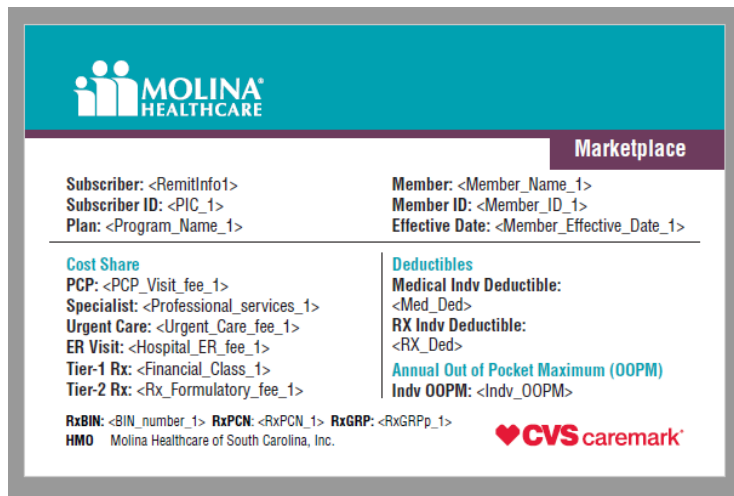 MOLINA®
HEALTHCARE
Marketplace
Subscriber: <RemitInfo1>
Subscriber ID: <PIC_1>
Plan: <Program_Name_1>
Member: <Member_Name_1>
Member ID: <Member_ID_1>
Effective Date: <Member_Effective_Date_1>
Cost Share
PCP: <PCP_Visit_fee_1>
Specialist: <Professional_services_1>
Urgent Care: <Urgent_Care_fee_1>
ER Visit: <Hospital_ER_fee_1>
Tier-1 Rx: <Financial_Class_1>
Tier-2 Rx: <Rx_Formulatory_fee_1>
Deductibles
Medical Indv Deductible:
<Med_Ded>
RX Indv Deductible:
<RX_Ded>
Annual Out of Pocket Maximum (OOPM)
Indv OOPM: <Indv_OOPM>
RxBIN: <BIN_number_1> RxPCN: <RxPCN_1> RxGRP: <RxGRPp_1>
HMO Molina Healthcare of South Carolina, Inc.
CVS caremark